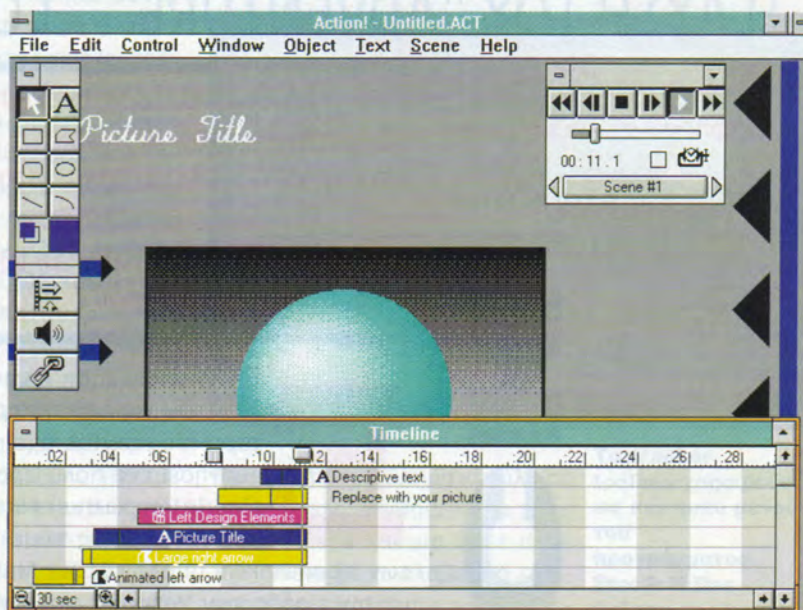 Action! - Untitled.ACT
File Edit Control Window Object Text Scene Help
A
Picture Title
00:11.1
Scene #1
Timeline
:02 :04 :06 :10 :12 :14 :16 :18 :20 :22 :24 :26 :28
A Descriptive text.
Replace with your picture
Left Design Elements
A Picture Title
Large right arrow
Animated left arrow
30 sec